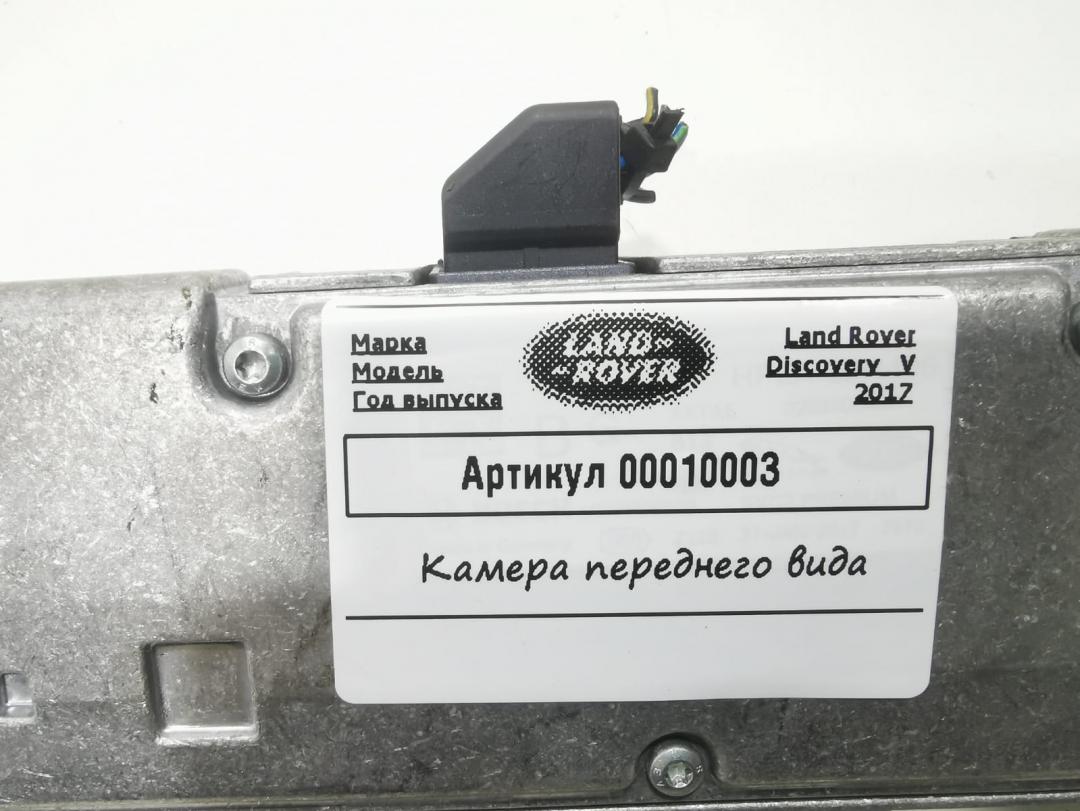 Марка
Модель
Год выпуска
LAND-
-ROVER
Land Rover
Discovery V
2017
Артикул 00010003
Камера переднего вида